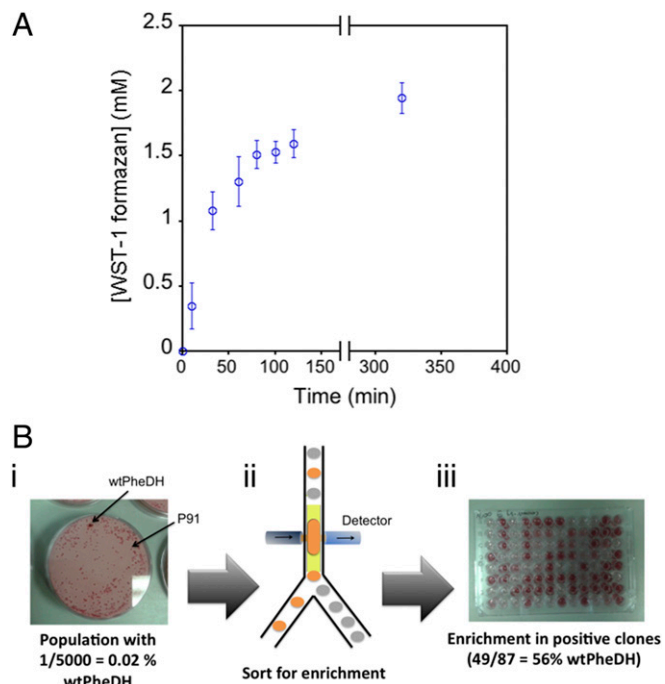 A
2.5
2
1.5
1
0.5
0
[WST-1 formazan] (mM)
0 50 100 150 300 350 400
Time (min)
B
i
ii
iii
wtPheDH
P91
Detector
Population with
1/5000 = 0.02 %
wtPheDH
Sort for enrichment
Enrichment in positive clones
(49/87 = 56% wtPheDH)